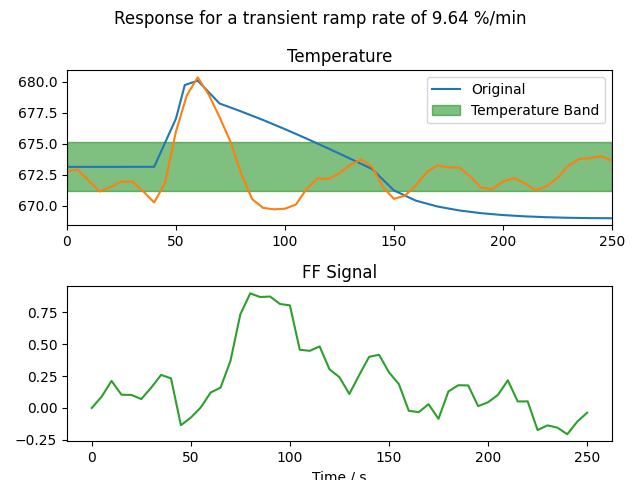 Response for a transient ramp rate of 9.64 %/min
Temperature
680.0
677.5
675.0
672.5
670.0
Original
Temperature Band
0 50 100 150 200 250
FF Signal
0.75
0.50
0.25
0.00
−0.25
0 50 100 150 200 250
Time / s